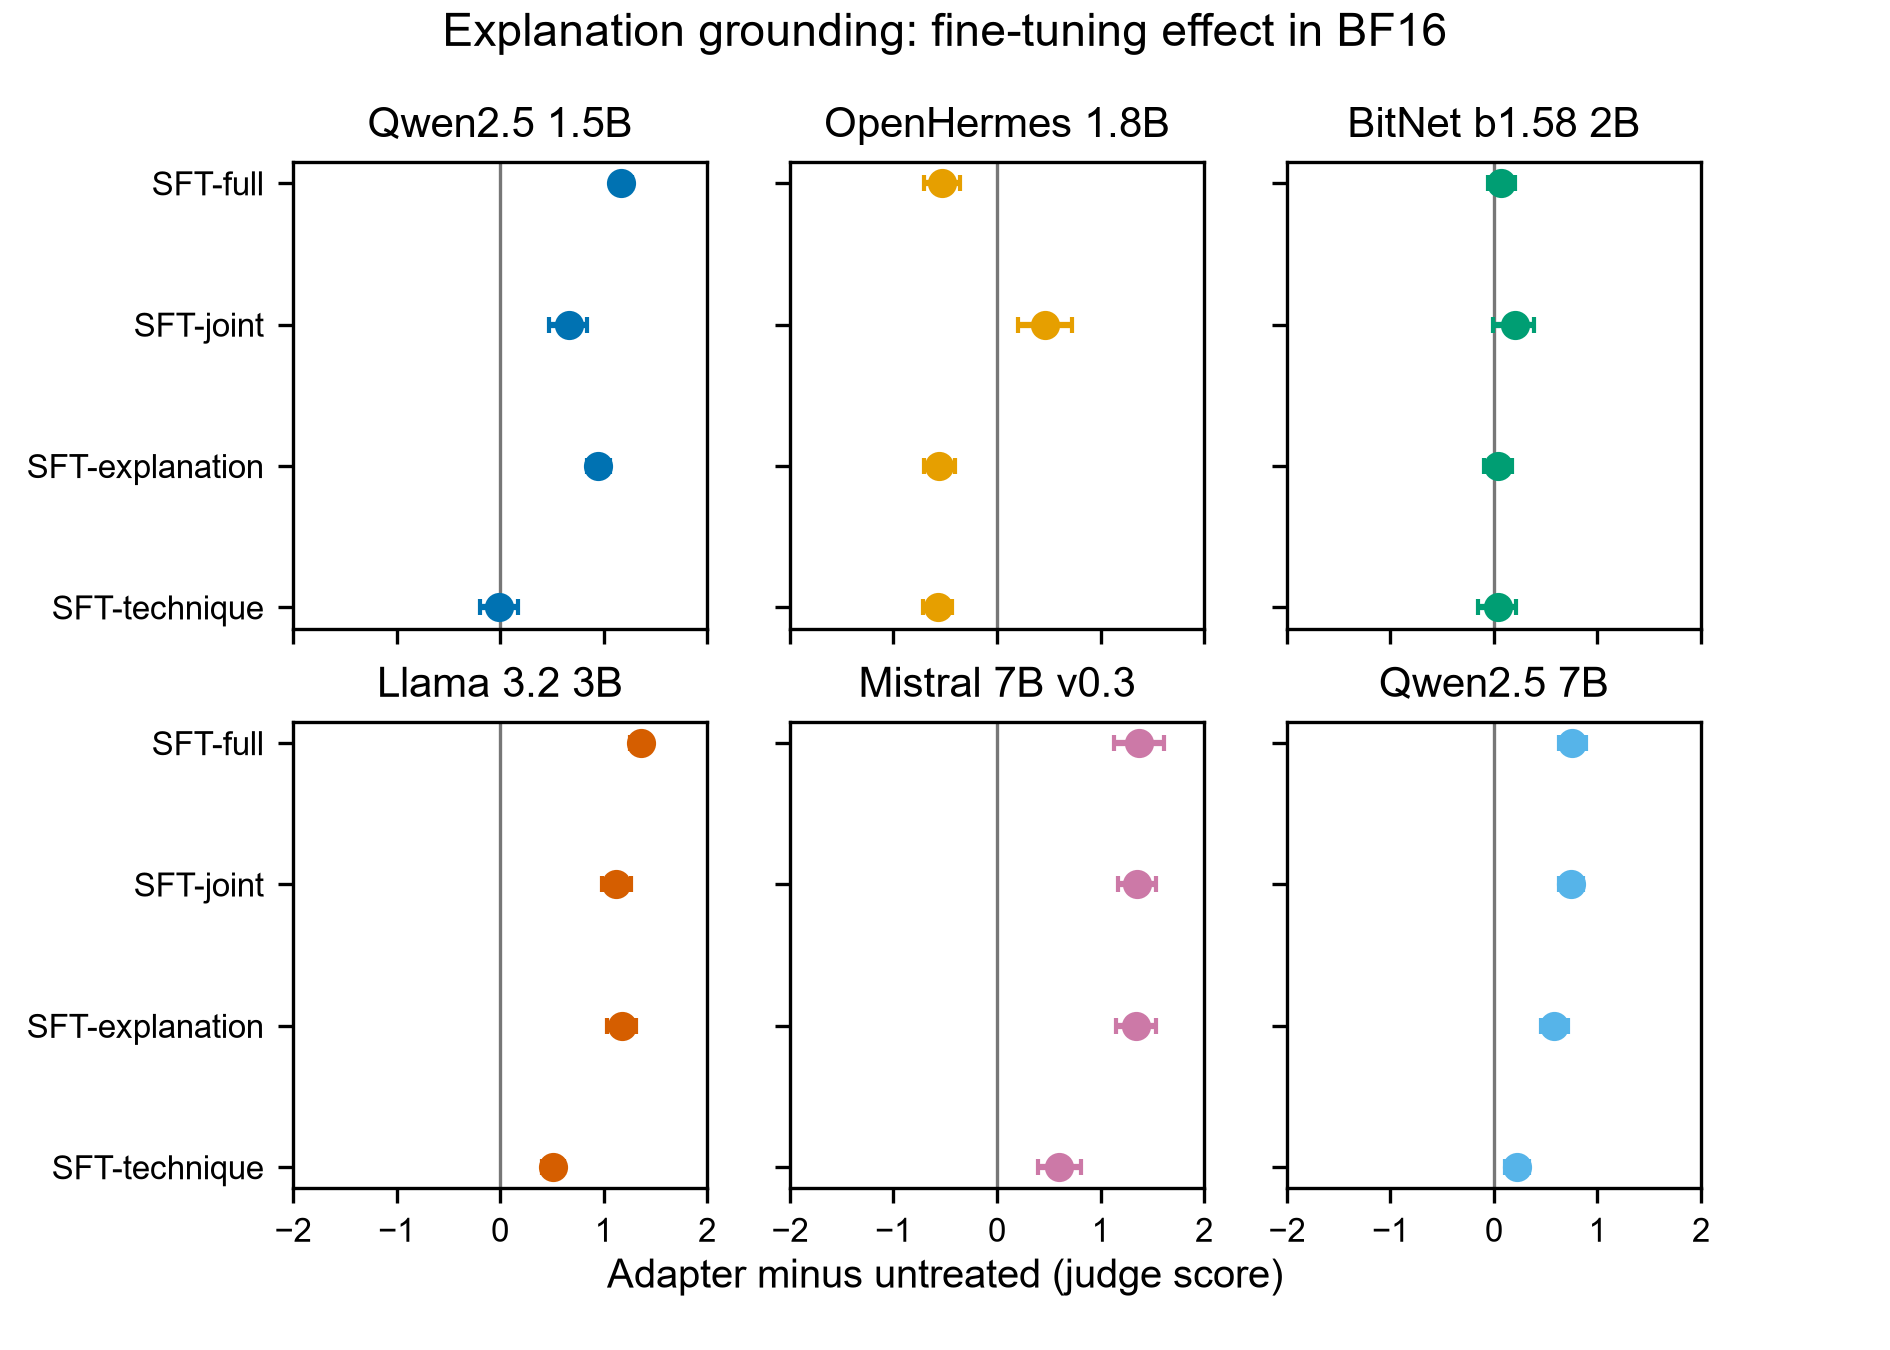 Explanation grounding: fine-tuning effect in BF16
Qwen2.5 1.5B
OpenHermes 1.8B
BitNet b1.58 2B
SFT-full
SFT-joint
SFT-explanation
SFT-technique
Llama 3.2 3B
Mistral 7B v0.3
Qwen2.5 7B
SFT-full
SFT-joint
SFT-explanation
SFT-technique
−2 −1 0 1 2
−2 −1 0 1 2
−2 −1 0 1 2
Adapter minus untreated (judge score)